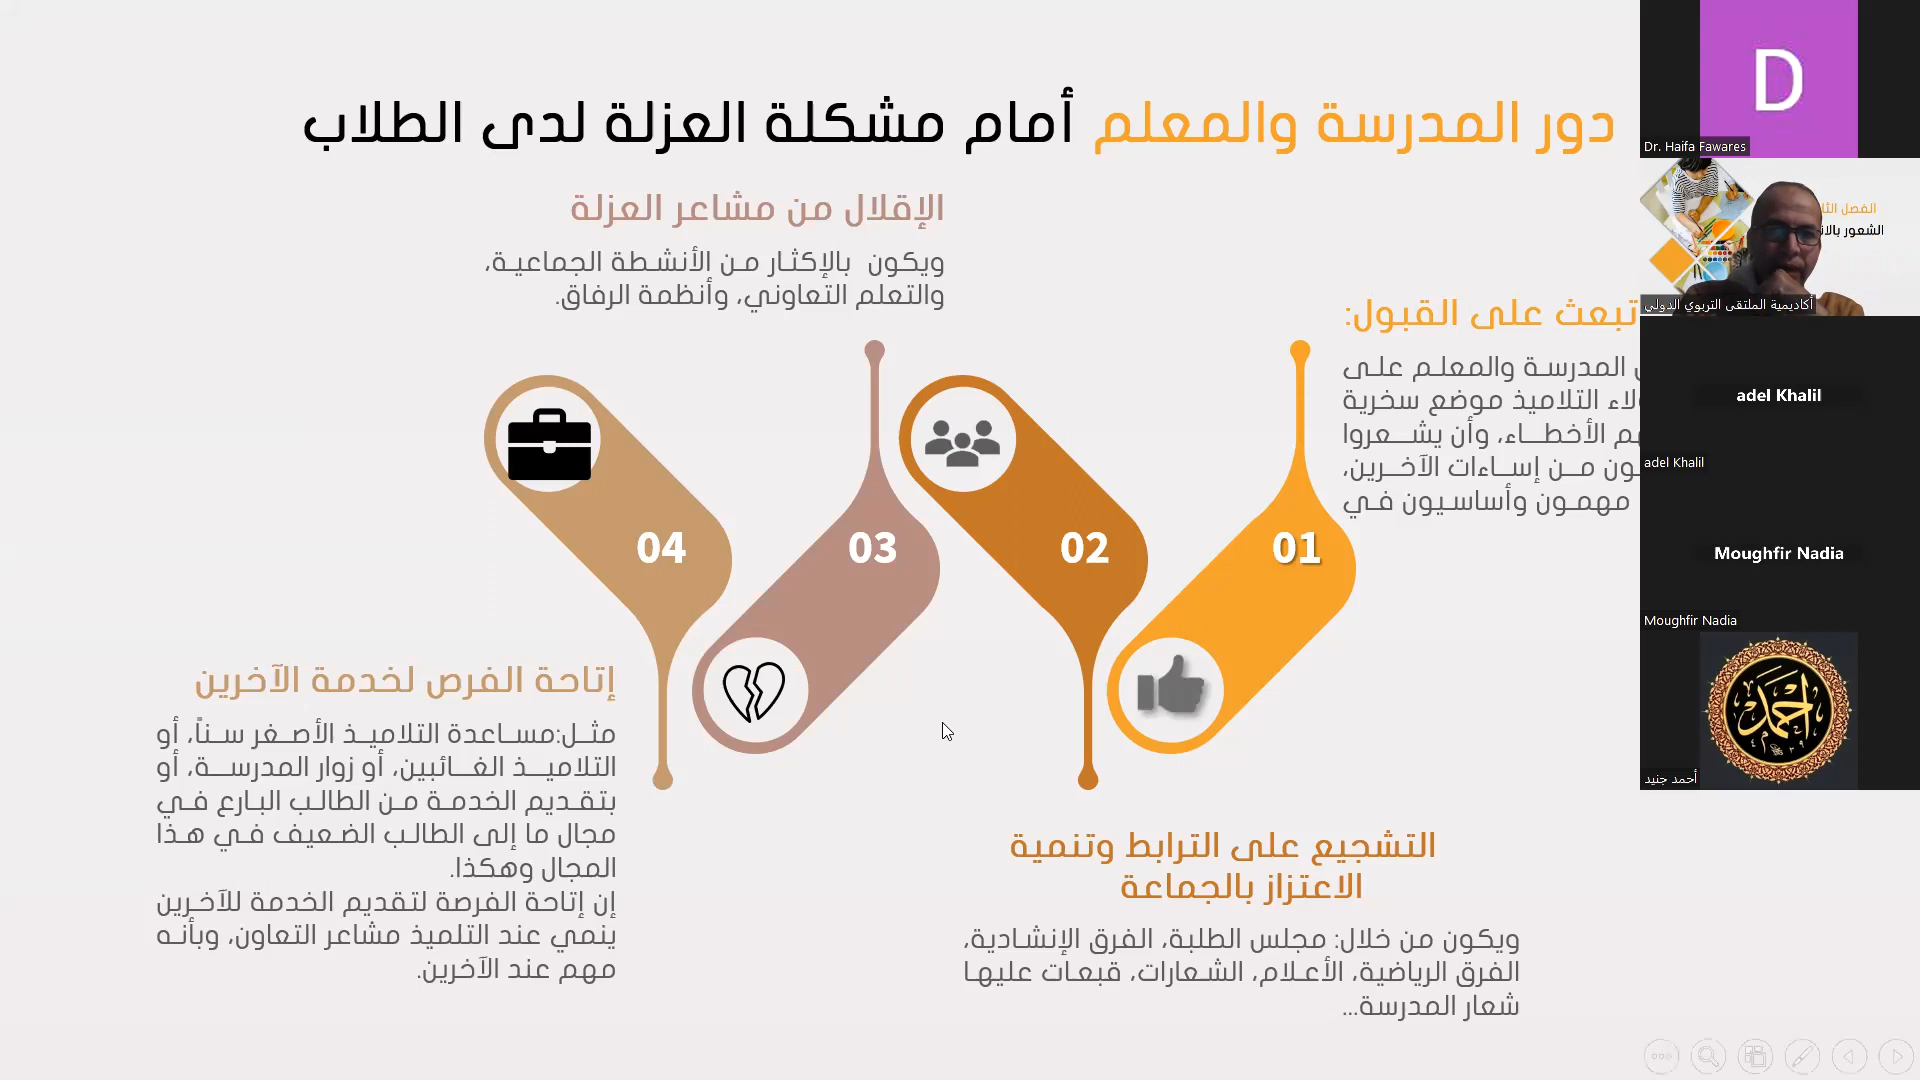 دور المدرسة والمعلم أمام مشكلة العزلة لدى الطلاب
تبعث على القبول:
المدرسة والمعلم على
التلاميذ موضع سخرية
الأخطاء، وأن يشعروا
من إساءات الآخرين،
مهمون وأساسيون في
01
التشجيع على الترابط وتنمية
الاعتزاز بالجماعة
ويكون من خلال: مجلس الطلبة، الفرق الإنشادية،
الفرق الرياضية، الأعلام، الشعارات، قبعات عليها
شعار المدرسة...
02
الإقلال من مشاعر العزلة
ويكون بالإكثار من الأنشطة الجماعية،
والتعلم التعاوني، وأنظمة الرفاق.
03
إتاحة الفرص لخدمة الآخرين
مثل:مساعدة التلاميذ الأصغر سناً، أو
التلاميذ الغائبين، أو زوار المدرسة، أو
بتقديم الخدمة من الطالب البارع في
مجال ما إلى الطالب الضعيف في هذا
المجال وهكذا.
إن إتاحة الفرصة لتقديم الخدمة للآخرين
ينمي عند التلميذ مشاعر التعاون، وبأنه
مهم عند الآخرين.
04
D
Dr. Haifa Fawares
الفصل
الشعور
أكاديمية الملتقى التربوي الدولي
adel Khalil
adel Khalil
Moughfir Nadia
Moughfir Nadia
أحمد
أحمد جنيد